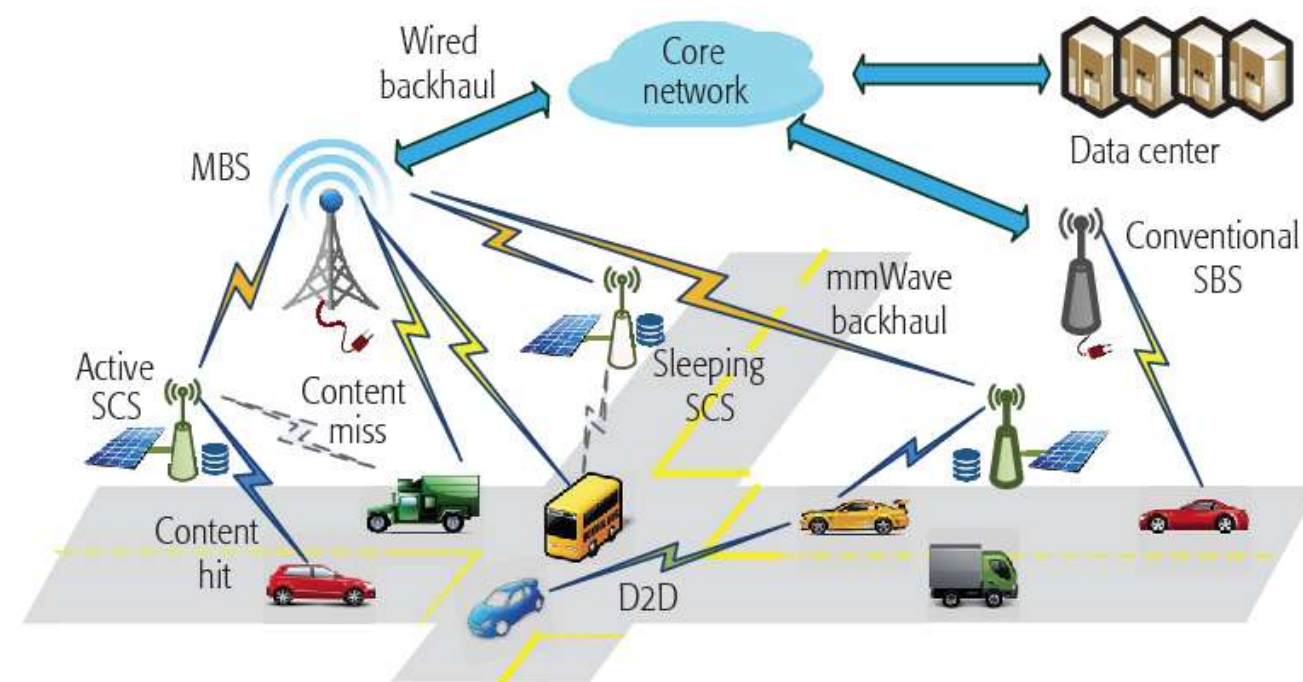 Wired
backhaul
Core
network
Data center
MBS
Conventional
SBS
mmWave
backhaul
Active
SCS
Content
miss
Sleeping
SCS
Content
hit
D2D